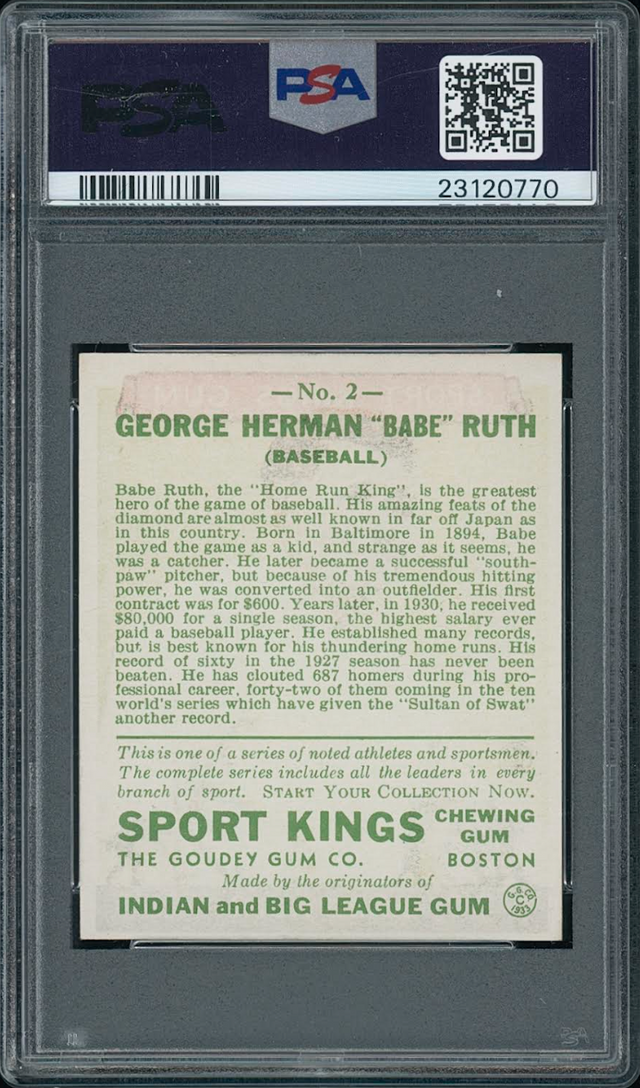 PSA PSA
23120770
—No. 2—
GEORGE HERMAN "BABE" RUTH
(BASEBALL)
Babe Ruth, the "Home Run King", is the greatest
hero of the game of baseball. His amazing feats of the
diamond are almost as well known in far off Japan as
in this country. Born in Baltimore in 1894, Babe
played the game as a kid, and strange as it seems, he
was a catcher. He later became a successful "south-
paw" pitcher, but because of his tremendous hitting
power, he was converted into an outfielder. His first
contract was for $600. Years later, in 1930, he received
$80,000 for a single season, the highest salary ever
paid a baseball player. He established many records,
but is best known for his thundering home runs. His
record of sixty in the 1927 season has never been
beaten. He has clouted 687 homers during his pro-
fessional career, forty-two of them coming in the ten
world's series which have given the "Sultan of Swat"
another record.
This is one of a series of noted athletes and sportsmen.
The complete series includes all the leaders in every
branch of sport. START YOUR COLLECTION NOW.
SPORT KINGS CHEWING GUM
THE GOUDEY GUM CO. BOSTON
Made by the originators of
INDIAN and BIG LEAGUE GUM
G.G.CO. C 1933
PSA